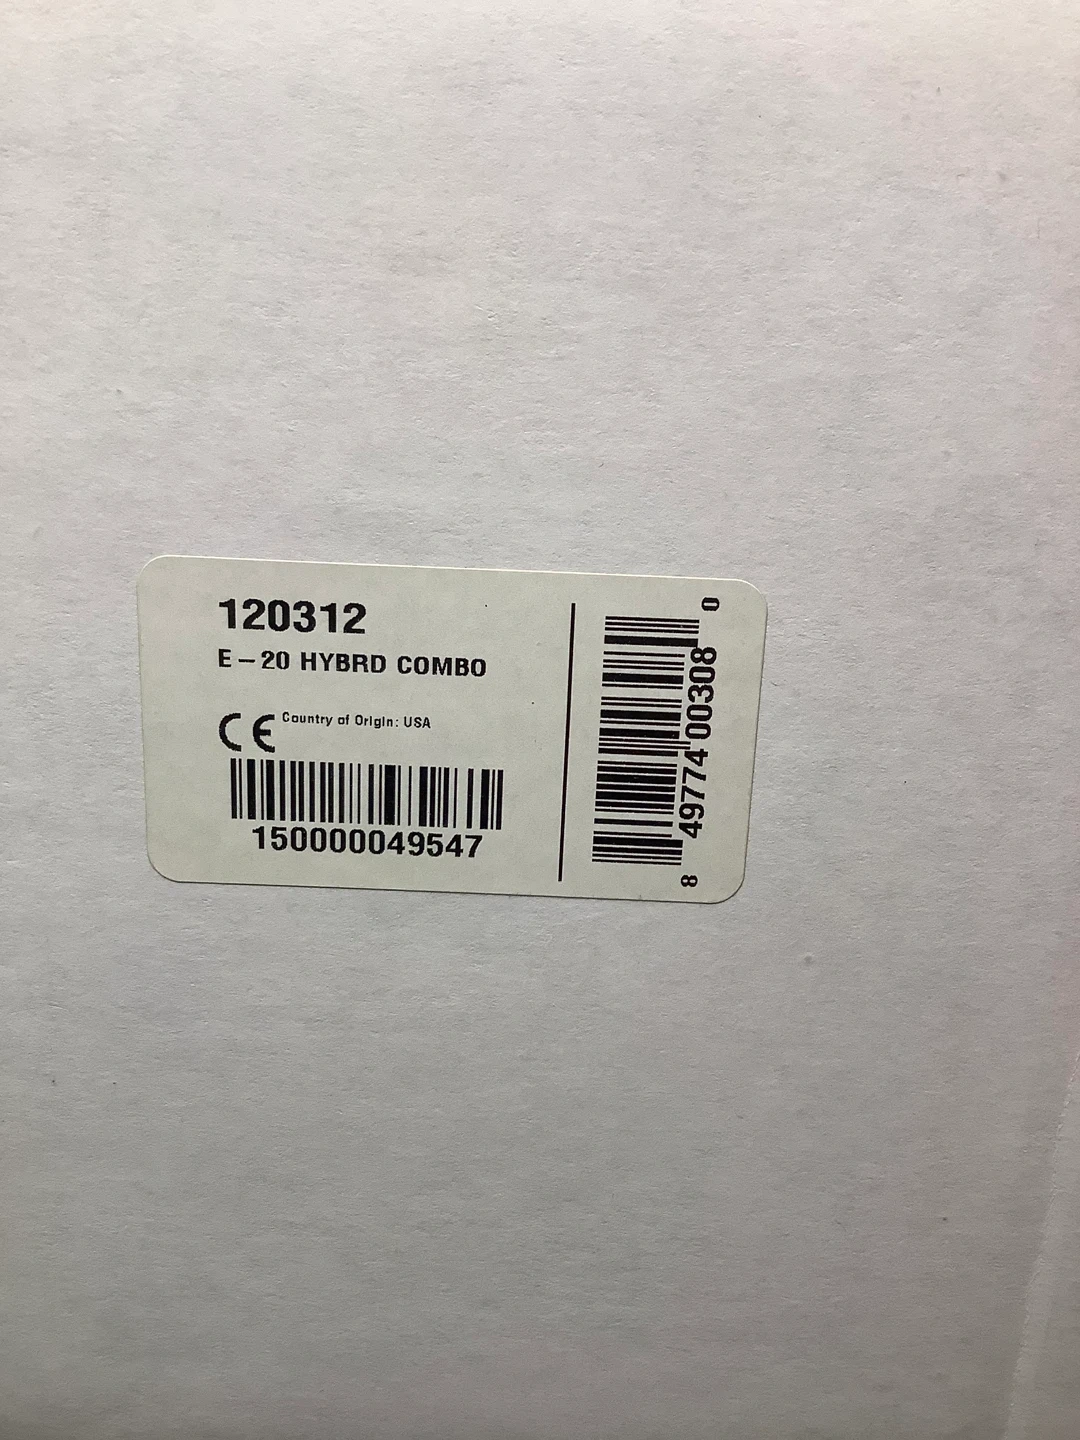 120312
E-20 HYBRD COMBO
CE Country of Origin: USA
150000049547
8 49774 00308 0